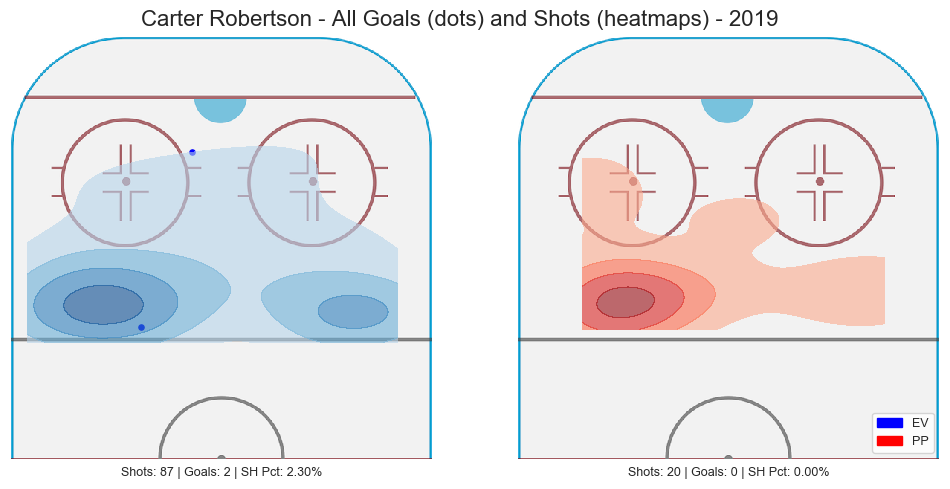 Carter Robertson - All Goals (dots) and Shots (heatmaps) - 2019
EV
PP
Shots: 87 | Goals: 2 | SH Pct: 2.30%
Shots: 20 | Goals: 0 | SH Pct: 0.00%